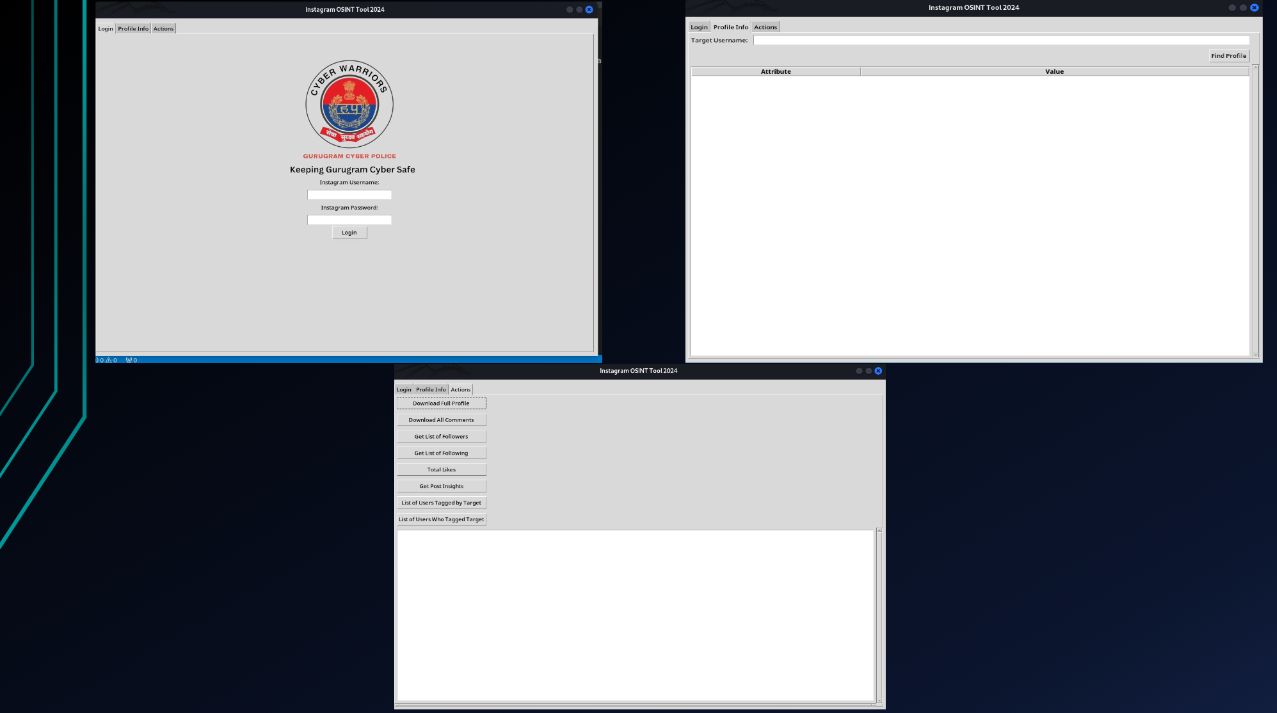 Instagram OSINT Tool 2024
Login Profile Info Actions
CYBER WARRIORS
ह.पु.
सेवा सुरक्षा सहयोग
GURUGRAM CYBER POLICE
Keeping Gurugram Cyber Safe
Instagram Username:
Instagram Password:
Login
Instagram OSINT Tool 2024
Login Profile Info Actions
Target Username:
Find Profile
Attribute Value
Instagram OSINT Tool 2024
Login Profile Info Actions
Download Full Profile
Download All Comments
Get List of Followers
Get List of Following
Total Likes
Get Post Insights
List of Users Tagged by Target
List of Users Who Tagged Target